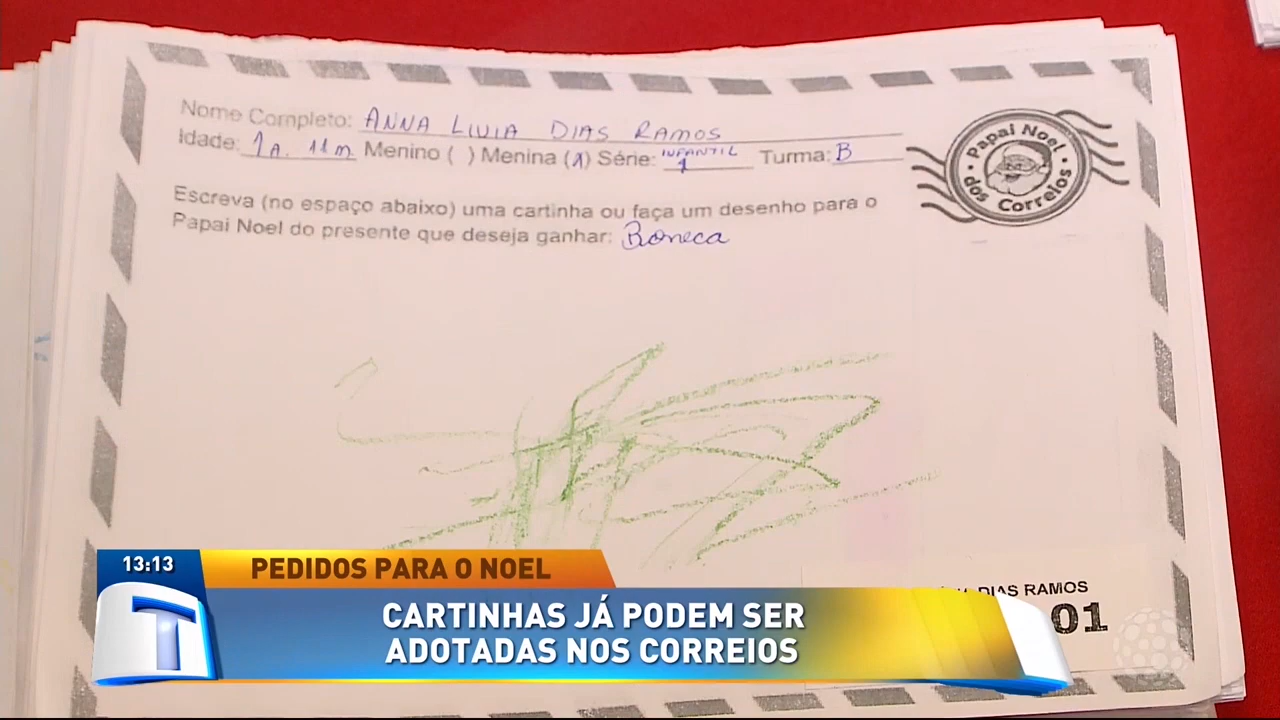 Nome Completo: ANNA LIVIA DIAS RAMOS
Idade: 1a. 11m Menino ( ) Menina (X) Série: INFANTIL 1 Turma: B
Escreva (no espaço abaixo) uma cartinha ou faça um desenho para o
Papai Noel do presente que deseja ganhar: Boneca
Papai Noel
dos Correios
DIAS RAMOS
01
13:13
PEDIDOS PARA O NOEL
T
CARTINHAS JÁ PODEM SER
ADOTADAS NOS CORREIOS